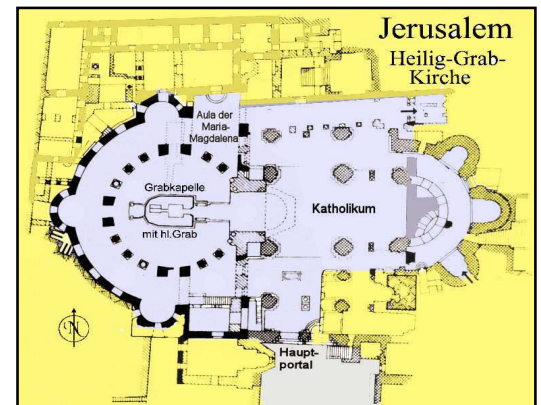 Jerusalem
Heilig-Grab-
Kirche
Aula der
Maria-
Magdalena
Grabkapelle
mit hl.Grab
Katholikum
N
Haupt-
portal